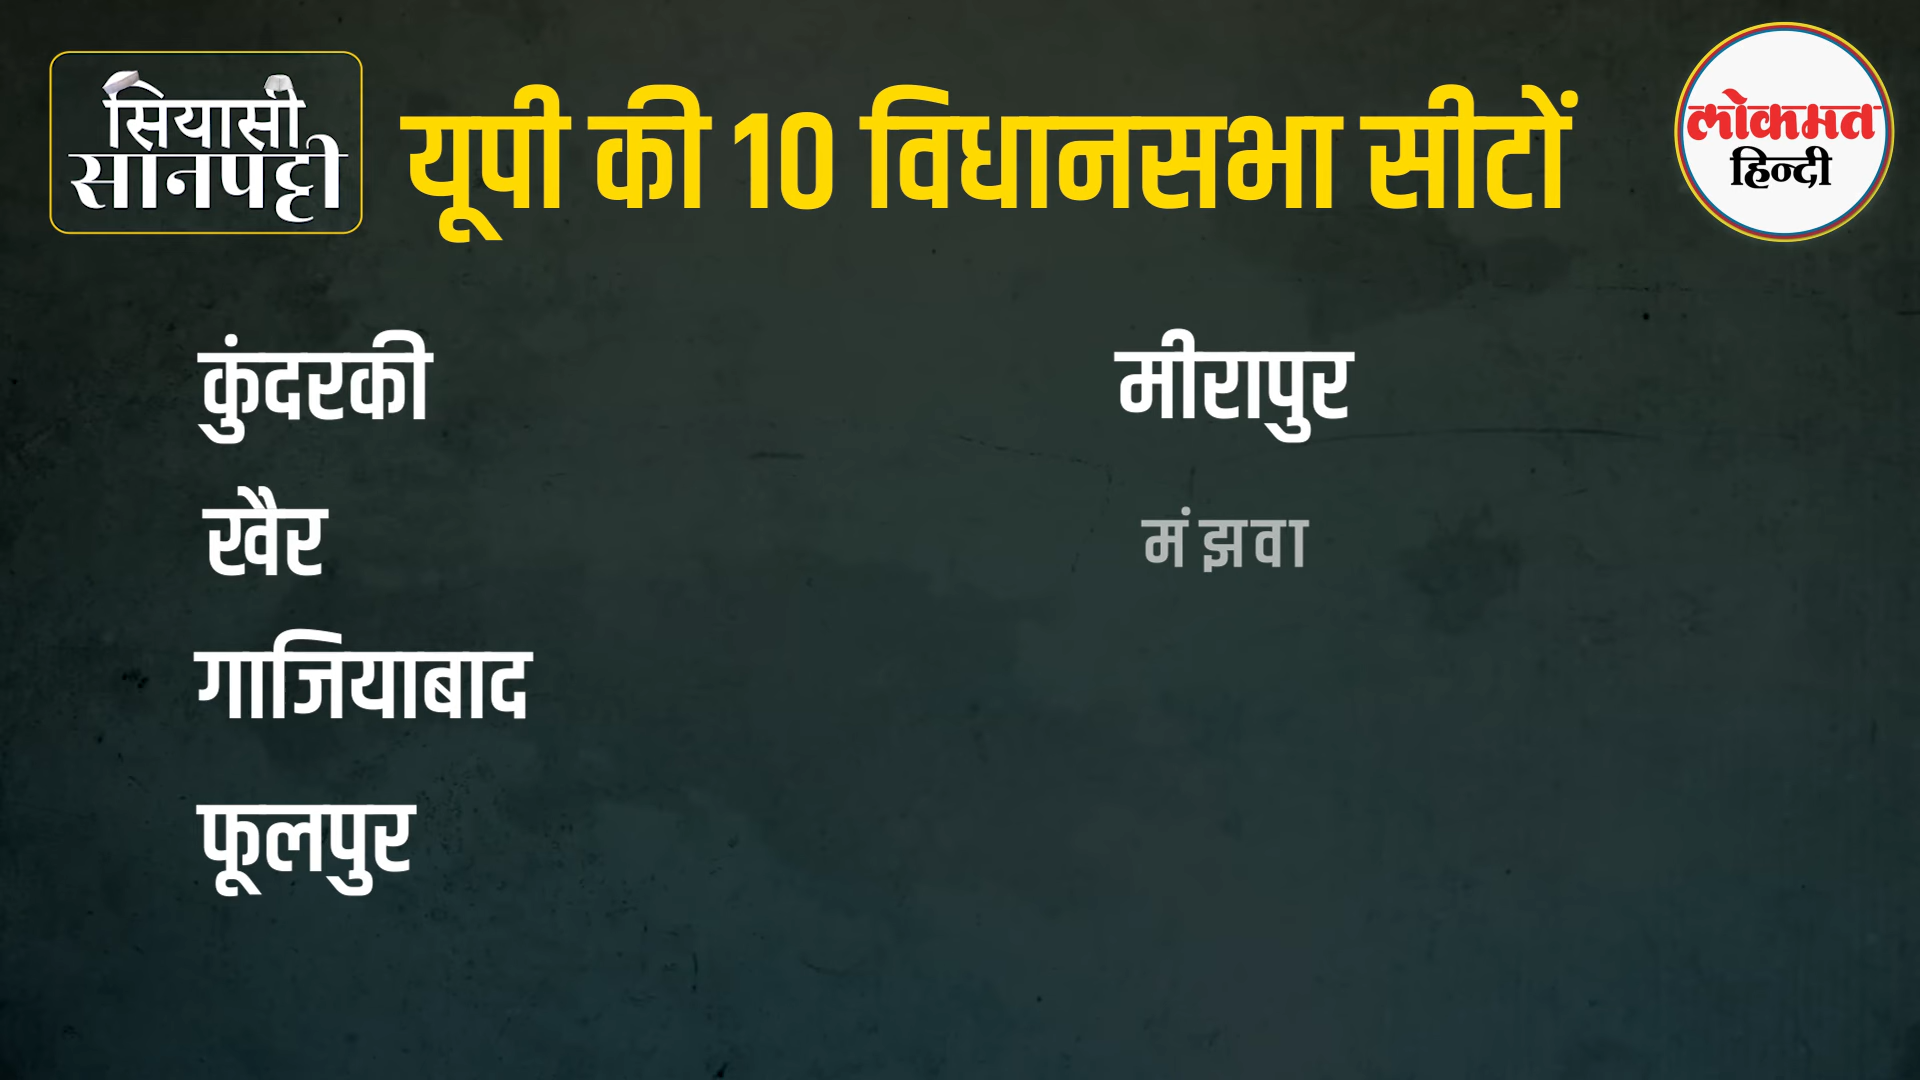 सियासी
सानपट्टी
यूपी की 10 विधानसभा सीटों
लोकमत
हिन्दी
कुंदरकी
मीरापुर
खैर
मंझवा
गाजियाबाद
फूलपुर